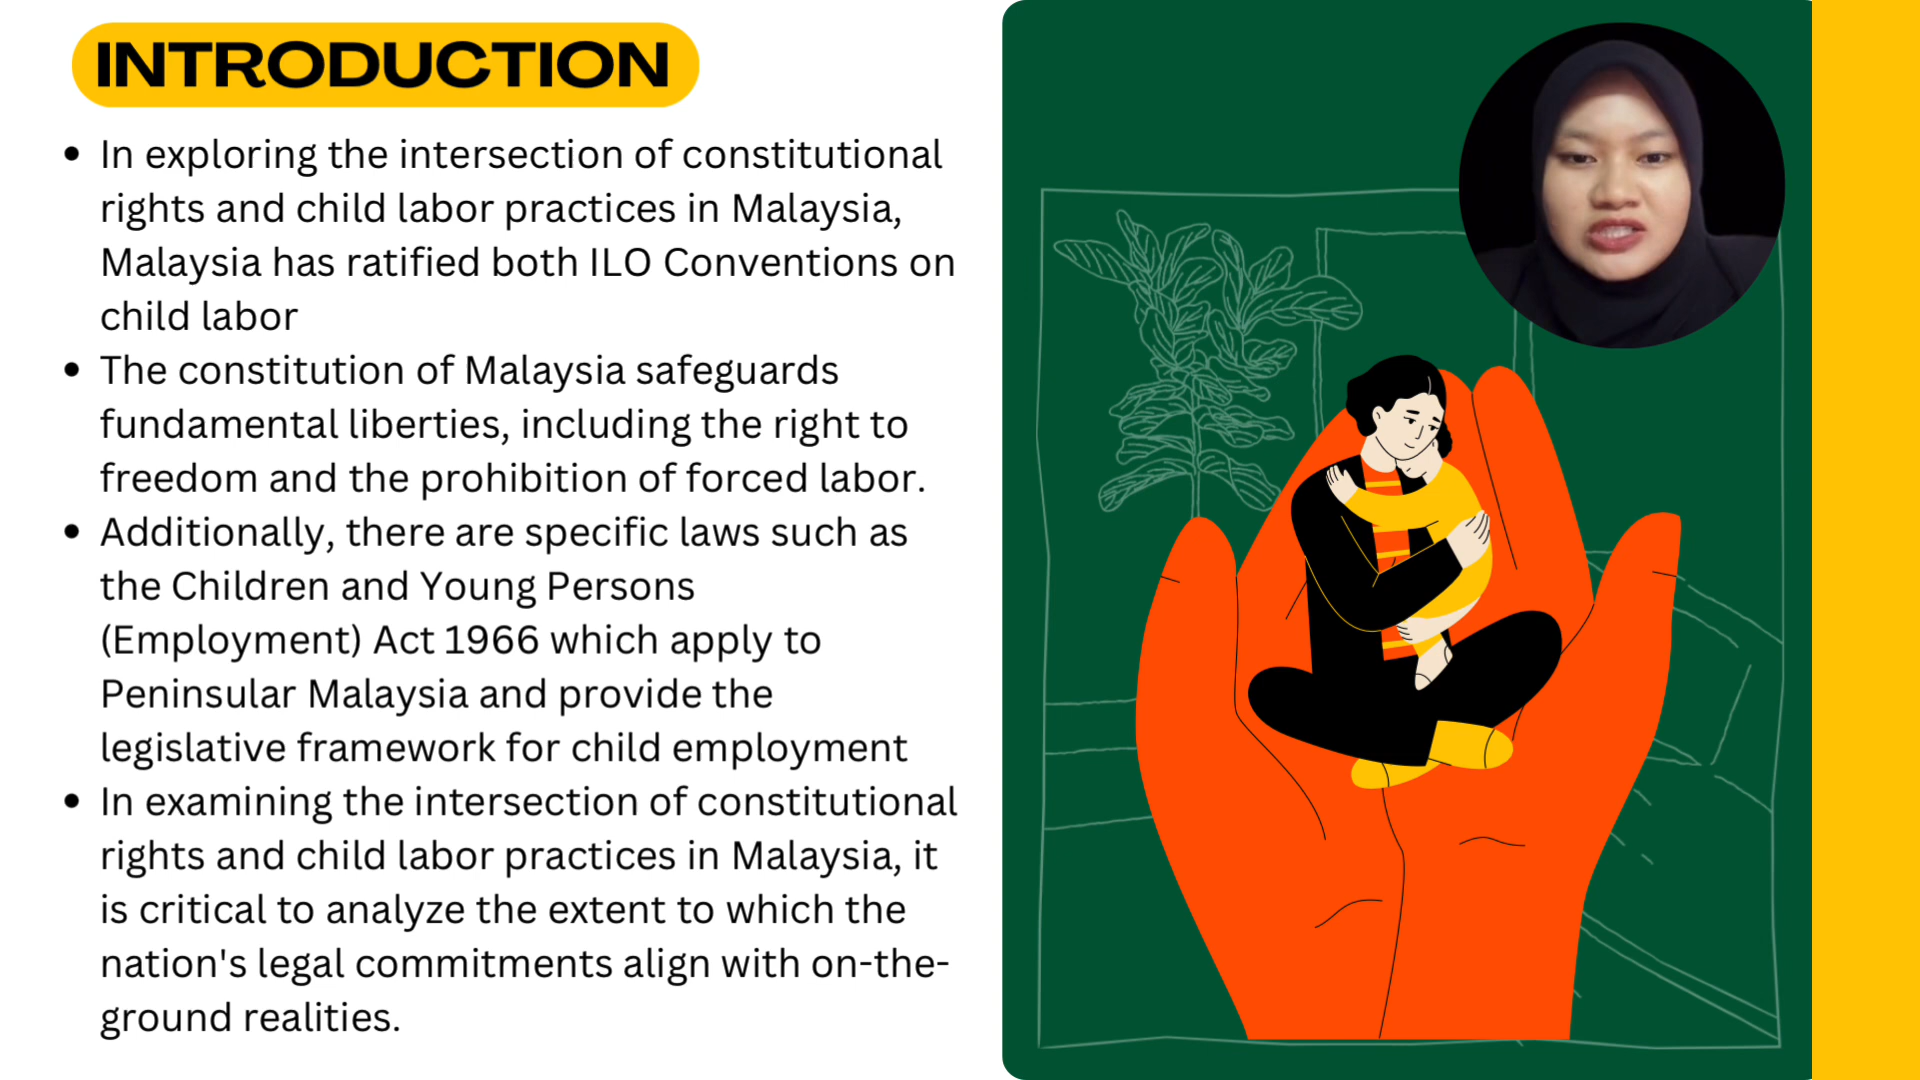 INTRODUCTION
• In exploring the intersection of constitutional
rights and child labor practices in Malaysia,
Malaysia has ratified both ILO Conventions on
child labor
• The constitution of Malaysia safeguards
fundamental liberties, including the right to
freedom and the prohibition of forced labor.
• Additionally, there are specific laws such as
the Children and Young Persons
(Employment) Act 1966 which apply to
Peninsular Malaysia and provide the
legislative framework for child employment
• In examining the intersection of constitutional
rights and child labor practices in Malaysia, it
is critical to analyze the extent to which the
nation's legal commitments align with on-the-
ground realities.